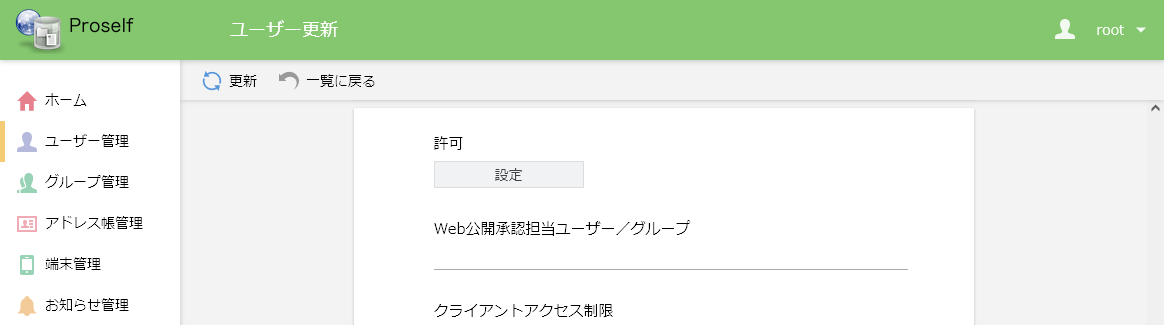 Proself
ユーザー更新
root
ホーム
ユーザー管理
グループ管理
アドレス帳管理
端末管理
お知らせ管理
更新
一覧に戻る
許可
設定
Web公開承認担当ユーザー／グループ
クライアントアクセス制限